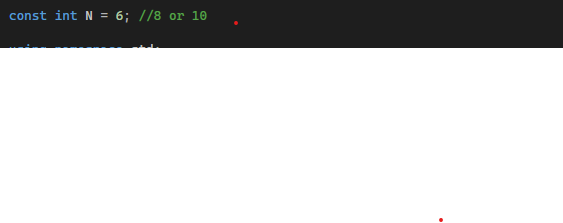 const int N = 6; //8 or 10